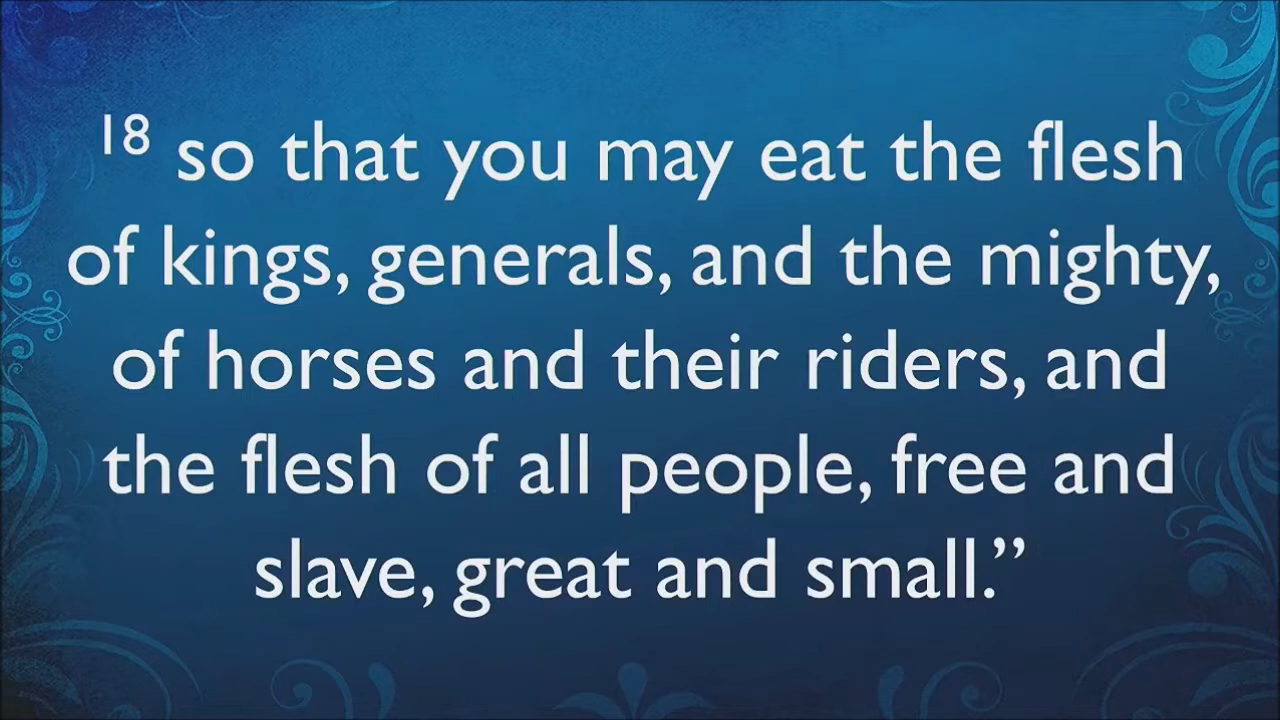 18 so that you may eat the flesh
of kings, generals, and the mighty,
of horses and their riders, and
the flesh of all people, free and
slave, great and small.”